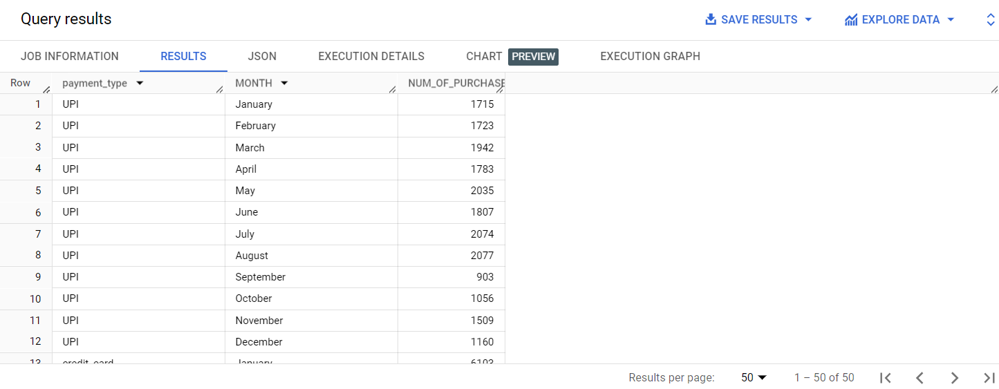 Query results SAVE RESULTS EXPLORE DATA
JOB INFORMATION RESULTS JSON EXECUTION DETAILS CHART PREVIEW EXECUTION GRAPH
Row payment_type MONTH NUM_OF_PURCHASE
1 UPI January 1715
2 UPI February 1723
3 UPI March 1942
4 UPI April 1783
5 UPI May 2035
6 UPI June 1807
7 UPI July 2074
8 UPI August 2077
9 UPI September 903
10 UPI October 1056
11 UPI November 1509
12 UPI December 1160
13 credit_card January 6103
Results per page: 50 1 – 50 of 50